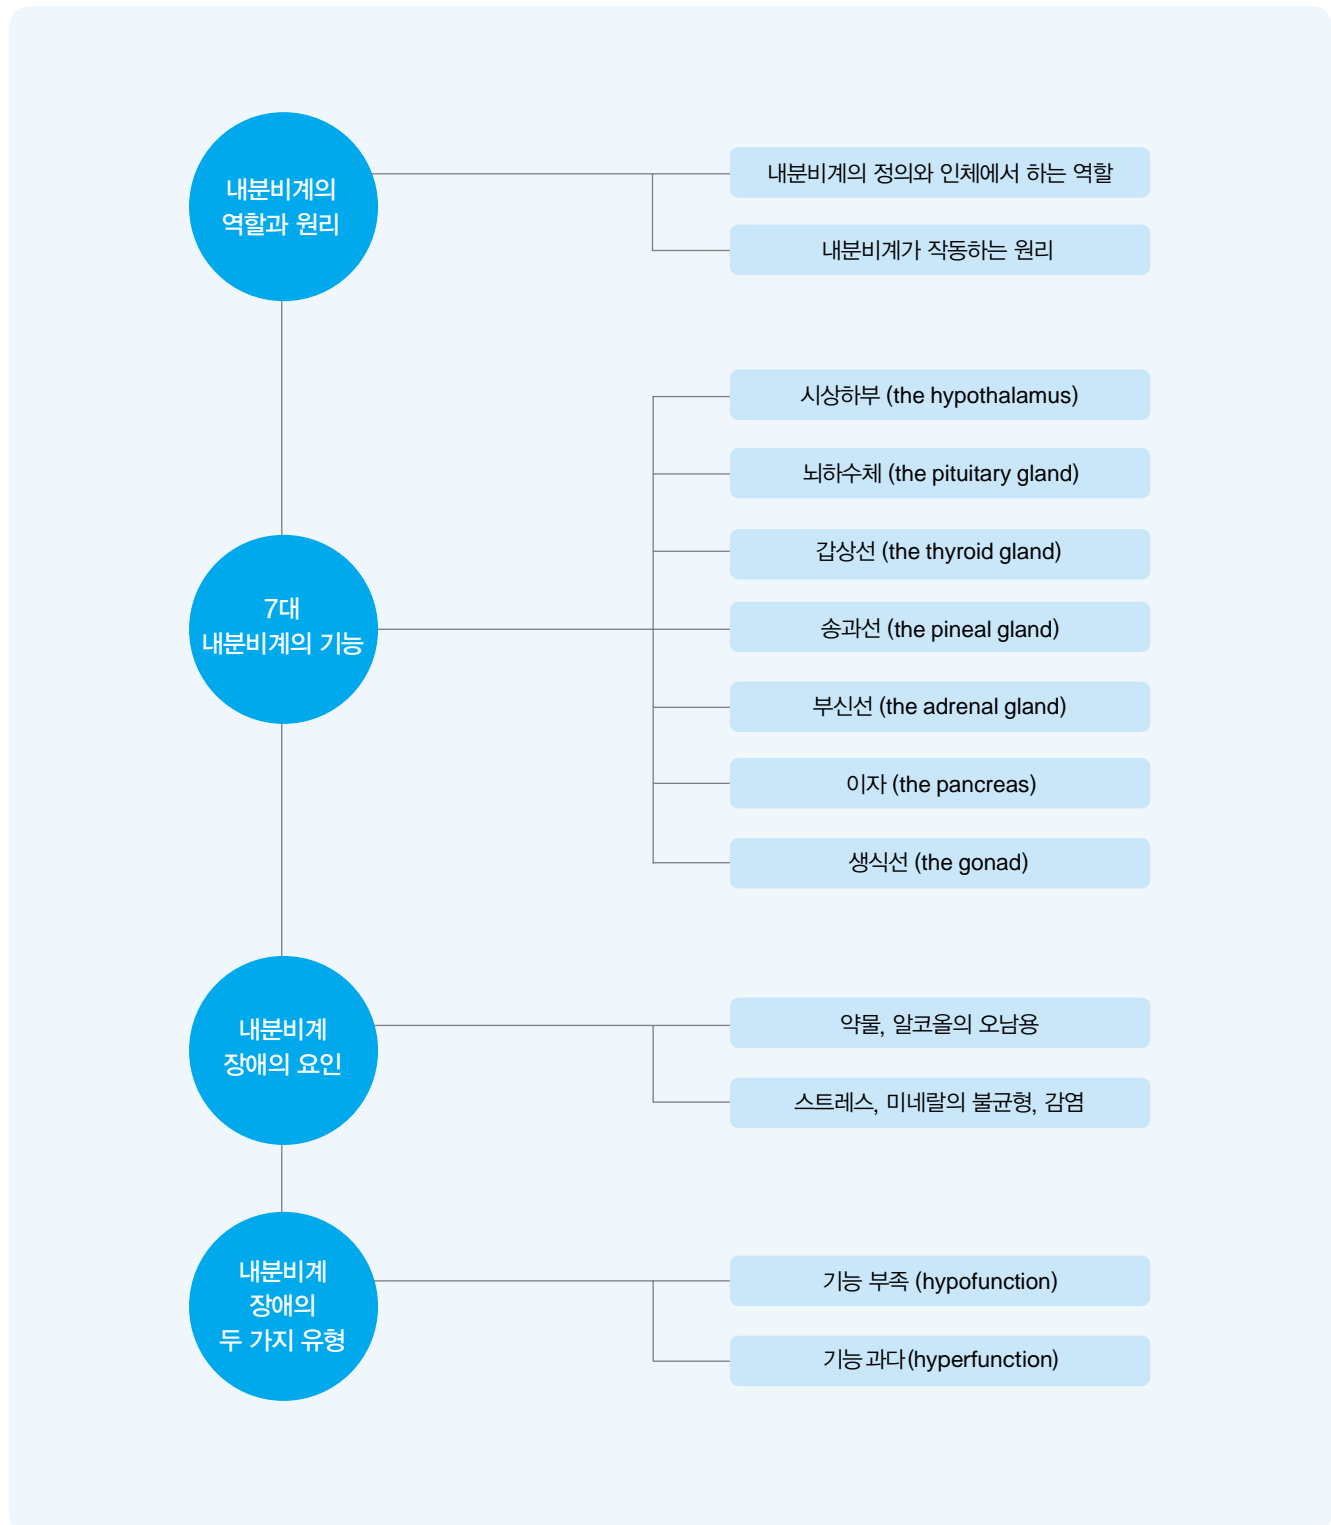 내분비계의
역할과 원리
내분비계의 정의와 인체에서 하는 역할
내분비계가 작동하는 원리
7대
내분비계의 기능
시상하부 (the hypothalamus)
뇌하수체 (the pituitary gland)
갑상선 (the thyroid gland)
송과선 (the pineal gland)
부신선 (the adrenal gland)
이자 (the pancreas)
생식선 (the gonad)
내분비계
장애의 요인
약물, 알코올의 오남용
스트레스, 미네랄의 불균형, 감염
내분비계
장애의
두 가지 유형
기능 부족 (hypofunction)
기능 과다 (hyperfunction)